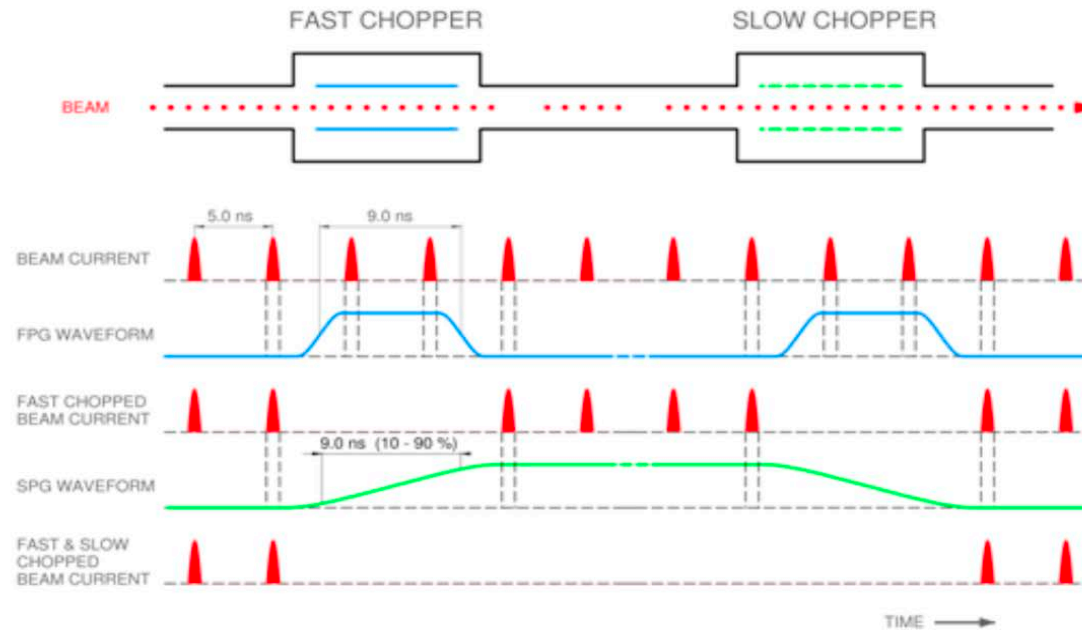 FAST CHOPPER
SLOW CHOPPER
BEAM
5.0 ns
9.0 ns
BEAM CURRENT
FPG WAVEFORM
FAST CHOPPED
BEAM CURRENT
9.0 ns (10 - 90 %)
SPG WAVEFORM
FAST & SLOW
CHOPPED
BEAM CURRENT
TIME